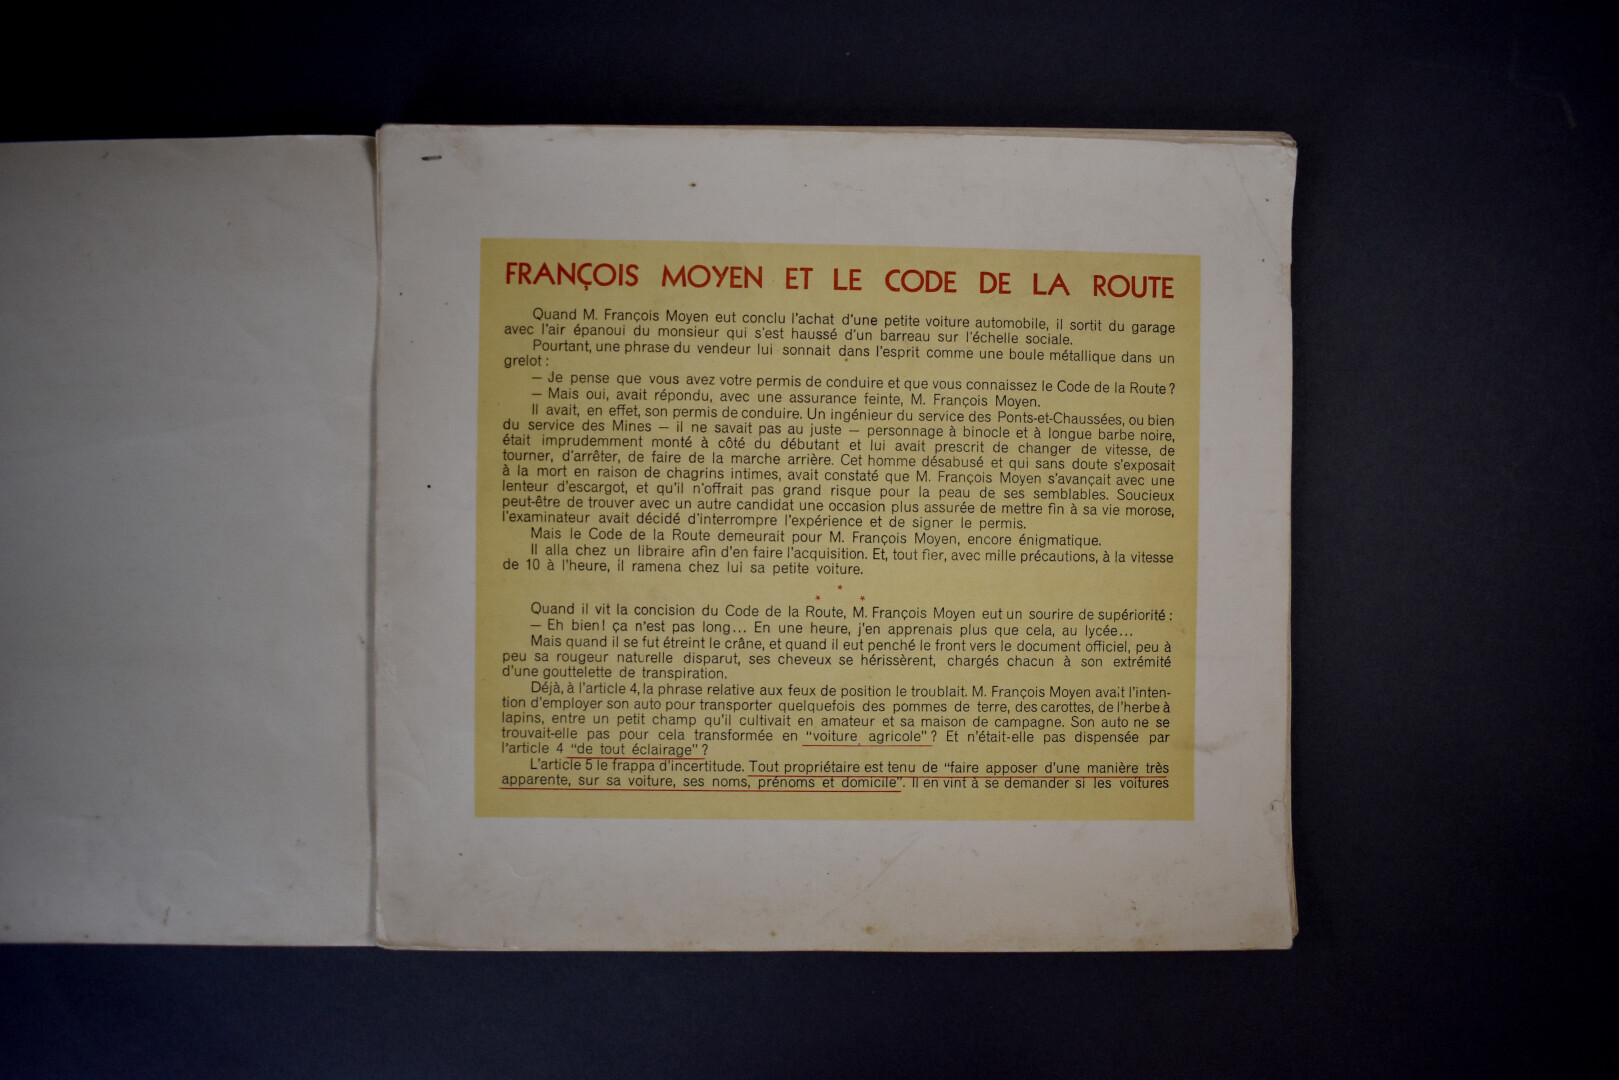 FRANÇOIS MOYEN ET LE CODE DE LA ROUTE
Quand M. François Moyen eut conclu l'achat d'une petite voiture automobile, il sortit du garage
avec l'air épanoui du monsieur qui s'est haussé d'un barreau sur l'échelle sociale.
Pourtant, une phrase du vendeur lui sonnait dans l'esprit comme une boule métallique dans un
grelot :
— Je pense que vous avez votre permis de conduire et que vous connaissez le Code de la Route ?
— Mais oui, avait répondu, avec une assurance feinte, M. François Moyen.
Il avait, en effet, son permis de conduire. Un ingénieur du service des Ponts-et-Chaussées, ou bien
du service des Mines — il ne savait pas au juste — personnage à binocle et à longue barbe noire,
était imprudemment monté à côté du débutant et lui avait prescrit de changer de vitesse, de
tourner, d'arrêter, de faire de la marche arrière. Cet homme désabusé et qui sans doute s'exposait
à la mort en raison de chagrins intimes, avait constaté que M. François Moyen s'avançait avec une
lenteur d'escargot, et qu'il n'offrait pas grand risque pour la peau de ses semblables. Soucieux
peut-être de trouver avec un autre candidat une occasion plus assurée de mettre fin à sa vie morose,
l'examinateur avait décidé d'interrompre l'expérience et de signer le permis.
Mais le Code de la Route demeurait pour M. François Moyen, encore énigmatique.
Il alla chez un libraire afin d'en faire l'acquisition. Et, tout fier, avec mille précautions, à la vitesse
de 10 à l'heure, il ramena chez lui sa petite voiture.
* * *
Quand il vit la concision du Code de la Route, M. François Moyen eut un sourire de supériorité :
— Eh bien! ça n'est pas long... En une heure, j'en apprenais plus que cela, au lycée...
Mais quand il se fut étreint le crâne, et quand il eut penché le front vers le document officiel, peu à
peu sa rougeur naturelle disparut, ses cheveux se hérissèrent, chargés chacun à son extrémité
d'une gouttelette de transpiration.
Déjà, à l'article 4, la phrase relative aux feux de position le troublait. M. François Moyen avait l'inten-
tion d'employer son auto pour transporter quelquefois des pommes de terre, des carottes, de l'herbe à
lapins, entre un petit champ qu'il cultivait en amateur et sa maison de campagne. Son auto ne se
trouvait-elle pas pour cela transformée en "voiture agricole" ? Et n'était-elle pas dispensée par
l'article 4 "de tout éclairage" ?
L'article 5 le frappa d'incertitude. Tout propriétaire est tenu de "faire apposer d'une manière très
apparente, sur sa voiture, ses noms, prénoms et domicile". Il en vint à se demander si les voitures